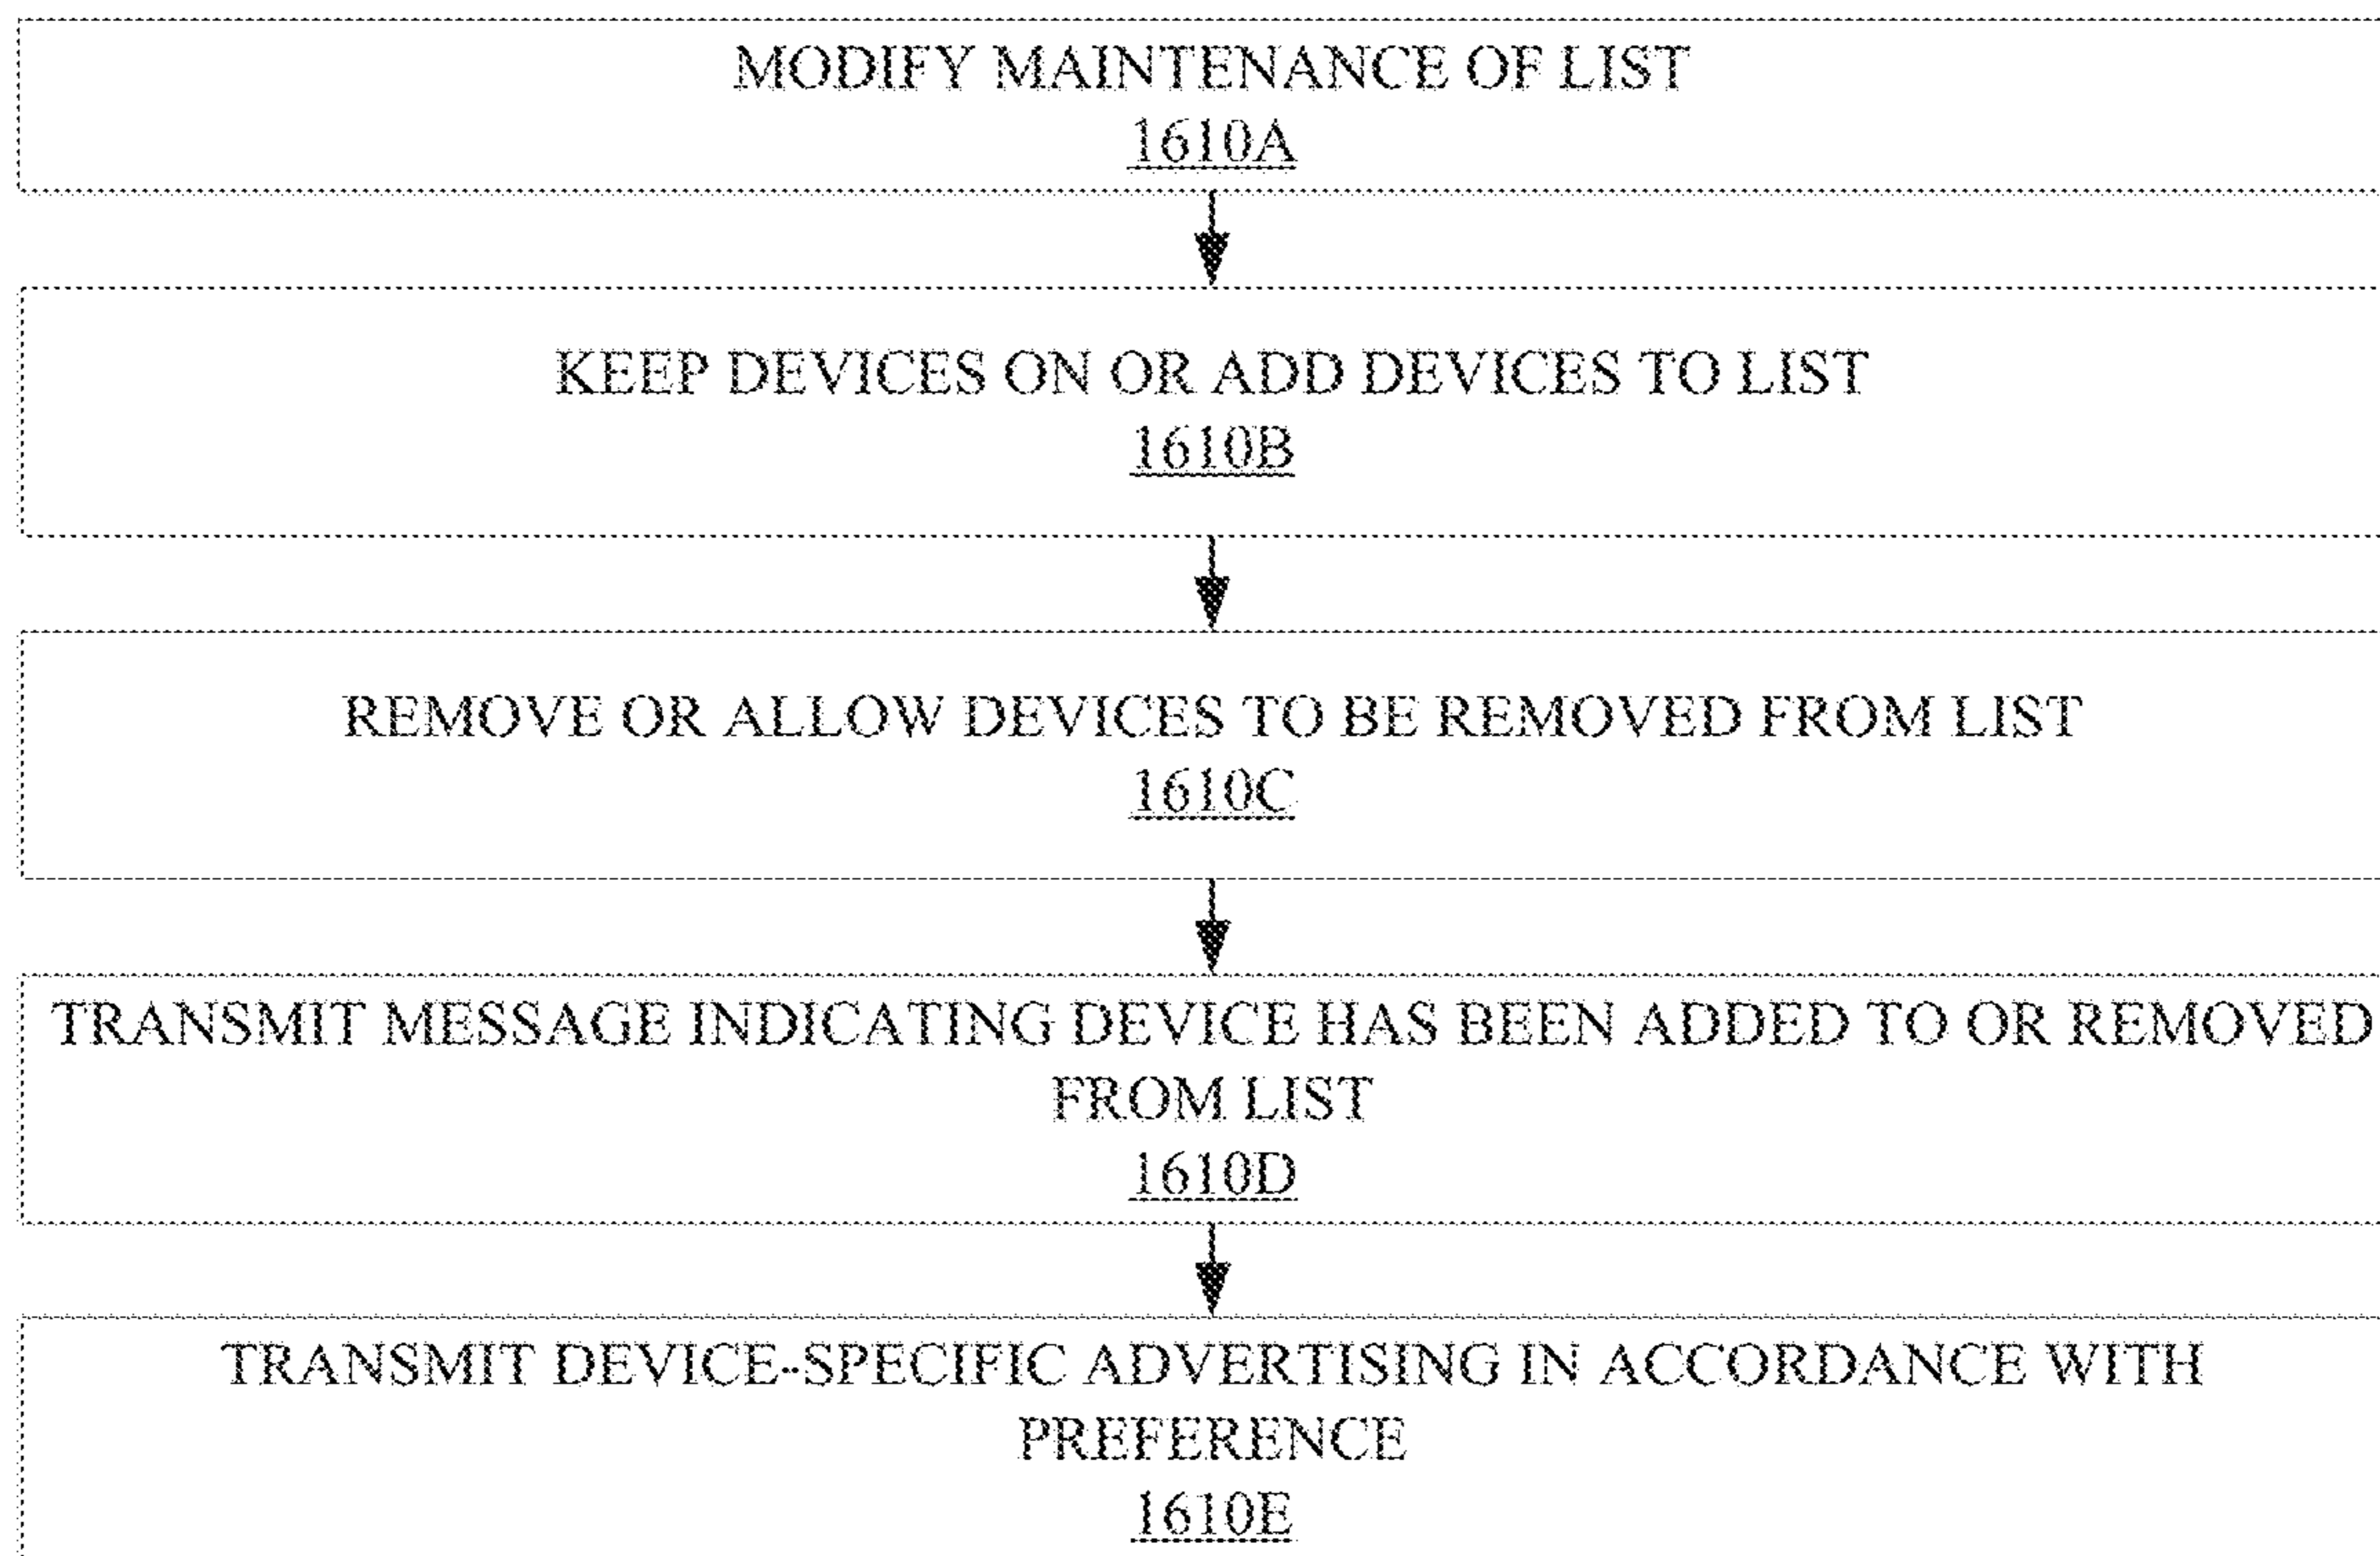 MODIFY MAINTENANCE OF LIST
1610A
KEEP DEVICES ON OR ADD DEVICES TO LIST
1610B
REMOVE OR ALLOW DEVICES TO BE REMOVED FROM LIST
1610C
TRANSMIT MESSAGE INDICATING DEVICE HAS BEEN ADDED TO OR REMOVED
FROM LIST
1610D
TRANSMIT DEVICE-SPECIFIC ADVERTISING IN ACCORDANCE WITH
PREFERENCE
1610E